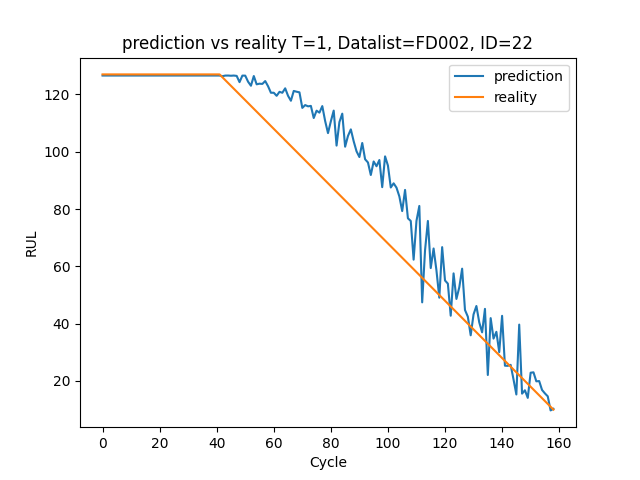 prediction vs reality T=1, Datalist=FD002, ID=22
prediction
reality
RUL
120
100
80
60
40
20
0 20 40 60 80 100 120 140 160
Cycle